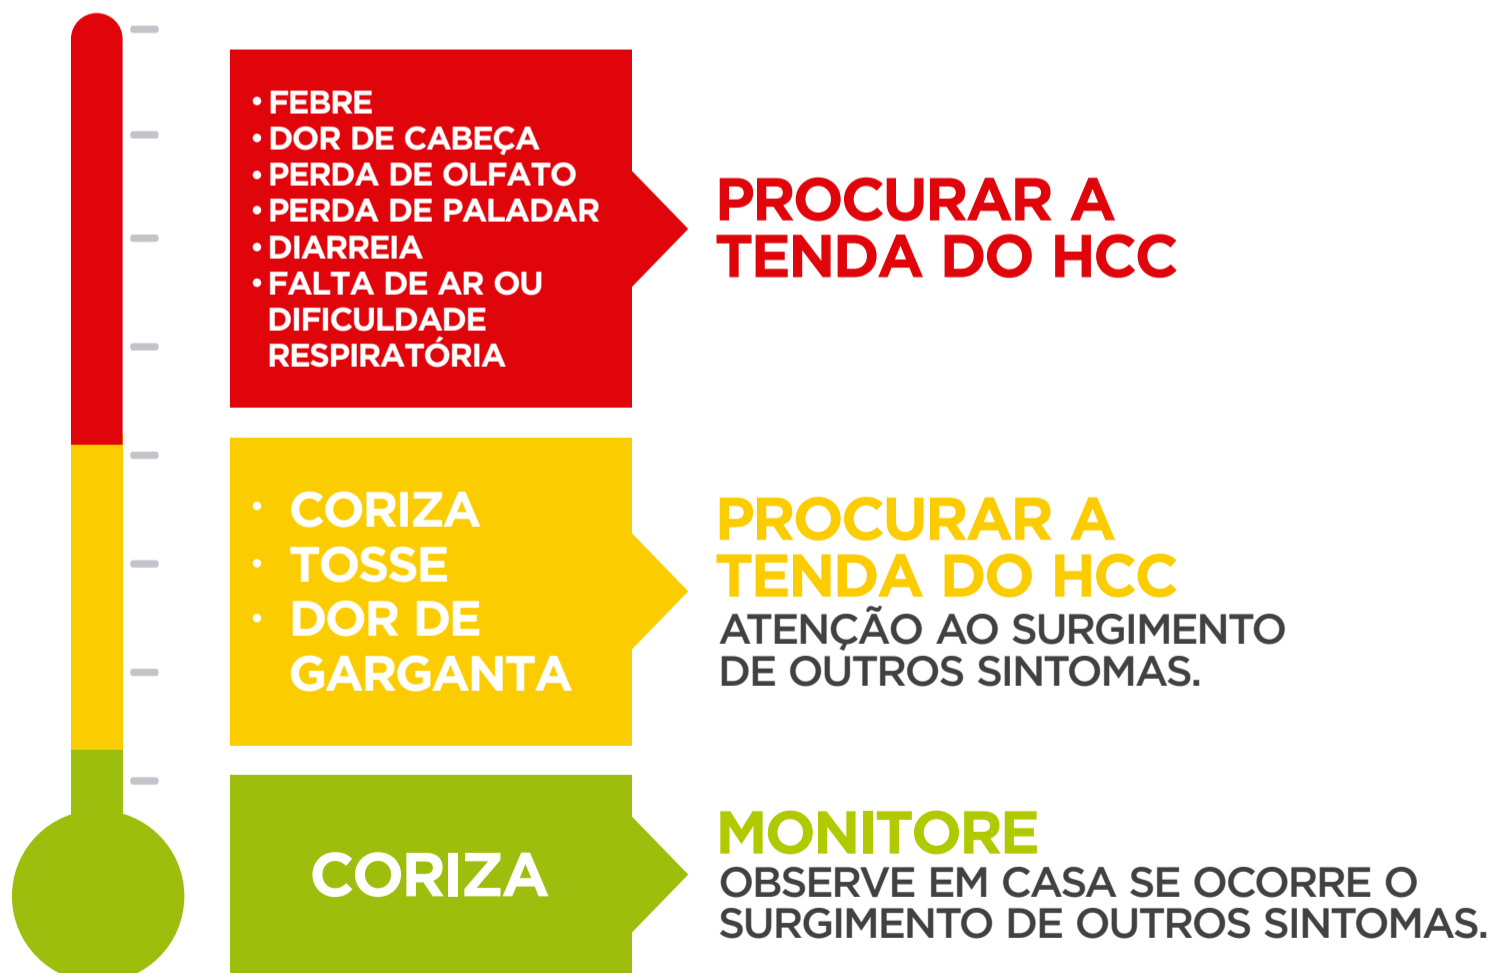 • FEBRE
• DOR DE CABEÇA
• PERDA DE OLFATO
• PERDA DE PALADAR
• DIARREIA
• FALTA DE AR OU
DIFICULDADE
RESPIRATÓRIA
PROCURAR A
TENDA DO HCC
• CORIZA
• TOSSE
• DOR DE
GARGANTA
PROCURAR A
TENDA DO HCC
ATENÇÃO AO SURGIMENTO
DE OUTROS SINTOMAS.
CORIZA
MONITORE
OBSERVE EM CASA SE OCORRE O
SURGIMENTO DE OUTROS SINTOMAS.